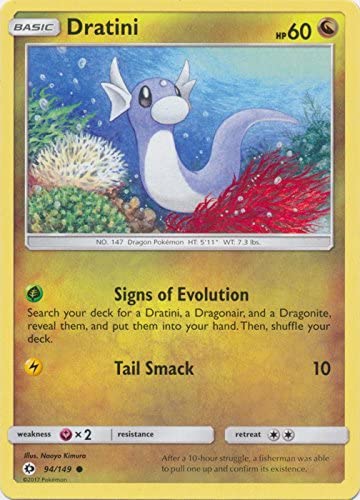 BASIC Dratini HP 60
NO. 147 Dragon Pokémon HT: 5'11" WT: 7.3 lbs.
Signs of Evolution
Search your deck for a Dratini, a Dragonair, and a Dragonite,
reveal them, and put them into your hand. Then, shuffle your
deck.
Tail Smack 10
weakness × 2 resistance retreat
Illus. Naoyo Kimura
94/149
©2017 Pokémon
After a 10-hour struggle, a fisherman was able
to pull one up and confirm its existence.